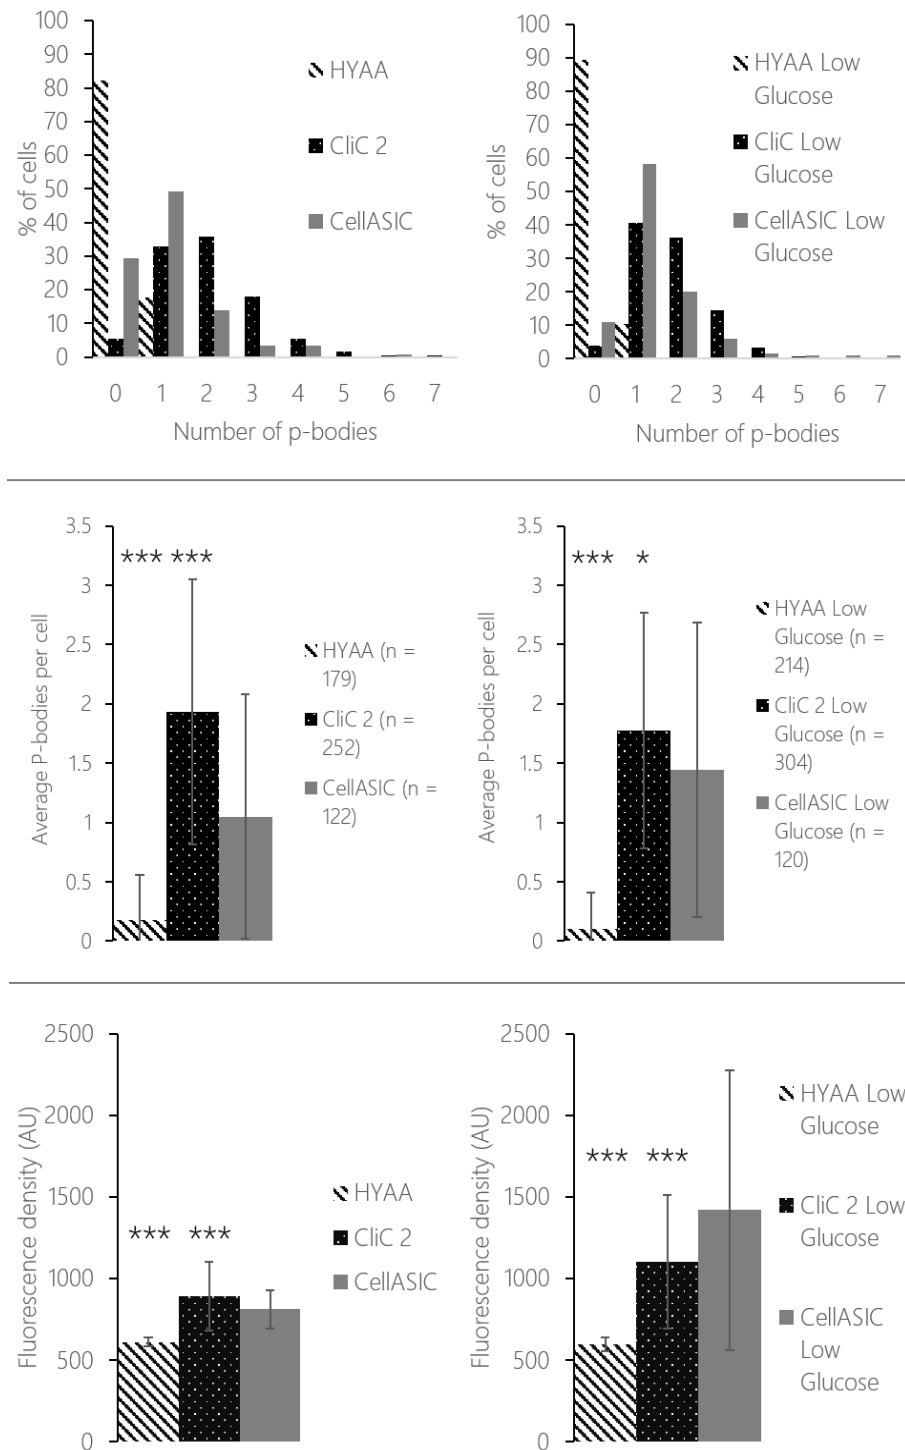 100
90
80
70
60
50
40
30
20
10
0
% of cells
0 1 2 3 4 5 6 7
Number of p-bodies
HYAA
CliC 2
CellASIC
100
90
80
70
60
50
40
30
20
10
0
% of cells
0 1 2 3 4 5 6 7
Number of p-bodies
HYAA Low
Glucose
CliC Low
Glucose
CellASIC Low
Glucose
3.5
3
2.5
2
1.5
1
0.5
0
Average P-bodies per cell
*** ***
HYAA (n =
179)
CliC 2 (n =
252)
CellASIC (n =
122)
3.5
3
2.5
2
1.5
1
0.5
0
Average P-bodies per cell
*** *
HYAA Low
Glucose (n =
214)
CliC 2 Low
Glucose (n =
304)
CellASIC Low
Glucose (n =
120)
2500
2000
1500
1000
500
0
Fluorescence density (AU)
*** ***
HYAA
CliC 2
CellASIC
2500
2000
1500
1000
500
0
Fluorescence density (AU)
*** ***
HYAA Low
Glucose
CliC 2 Low
Glucose
CellASIC
Low
Glucose